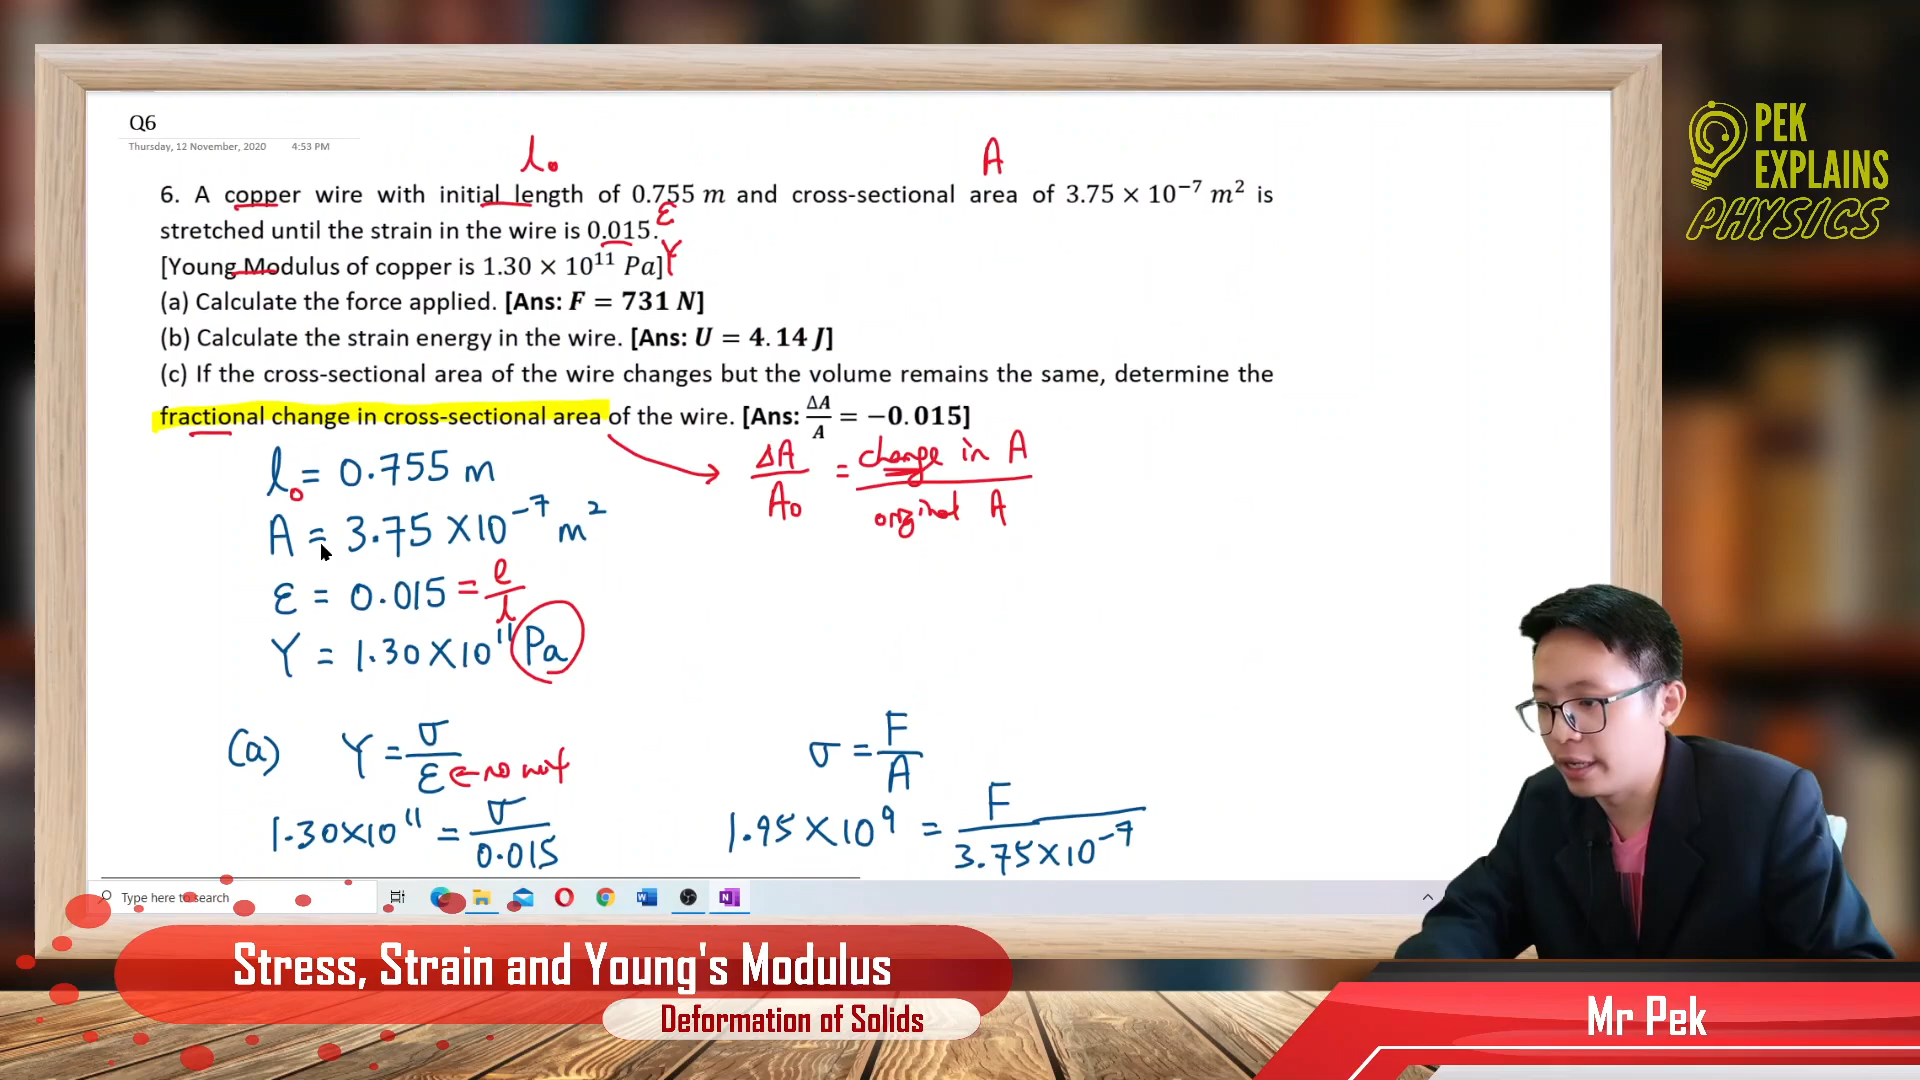 Q6
Thursday, 12 November, 2020 4:53 PM
l₀ A
6. A copper wire with initial length of 0.755 m and cross-sectional area of 3.75 × 10⁻⁷ m² is
ε
stretched until the strain in the wire is 0.015.
[Young Modulus of copper is 1.30 × 10¹¹ Pa] Y
(a) Calculate the force applied. [Ans: F = 731 N]
(b) Calculate the strain energy in the wire. [Ans: U = 4.14 J]
(c) If the cross-sectional area of the wire changes but the volume remains the same, determine the
fractional change in cross-sectional area of the wire. [Ans: ΔA/A = −0.015]
l₀ = 0.755 m
ΔA/A₀ = change in A / original A
A = 3.75 × 10⁻⁷ m²
ε = 0.015 = e/l
Y = 1.30 × 10¹¹ Pa
(a) Y = σ/ε ← no unit
σ = F/A
1.30×10¹¹ = σ/0.015
1.95 × 10⁹ = F/3.75×10⁻⁷
Type here to search
PEK
EXPLAINS
PHYSICS
Stress, Strain and Young's Modulus
Deformation of Solids
Mr Pek